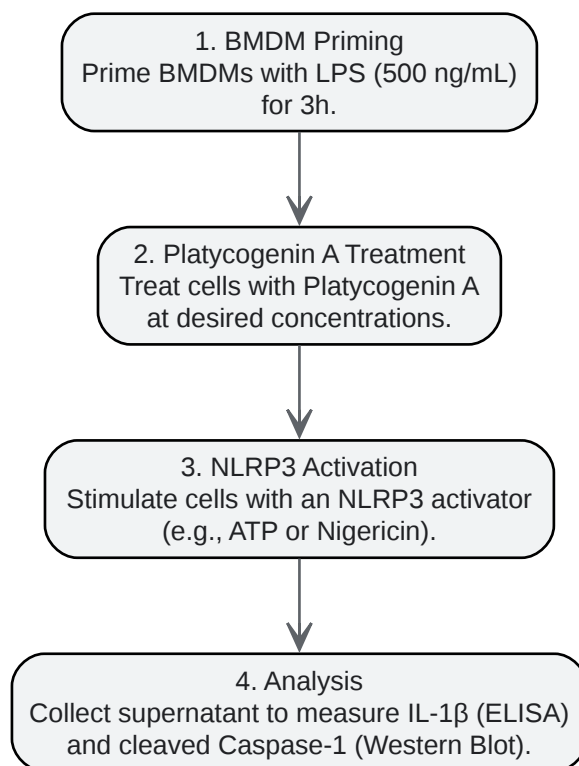 1. BMDM Priming
Prime BMDMs with LPS (500 ng/mL)
for 3h.
2. Platycogenin A Treatment
Treat cells with Platycogenin A
at desired concentrations.
3. NLRP3 Activation
Stimulate cells with an NLRP3 activator
(e.g., ATP or Nigericin).
4. Analysis
Collect supernatant to measure IL-1β (ELISA)
and cleaved Caspase-1 (Western Blot).